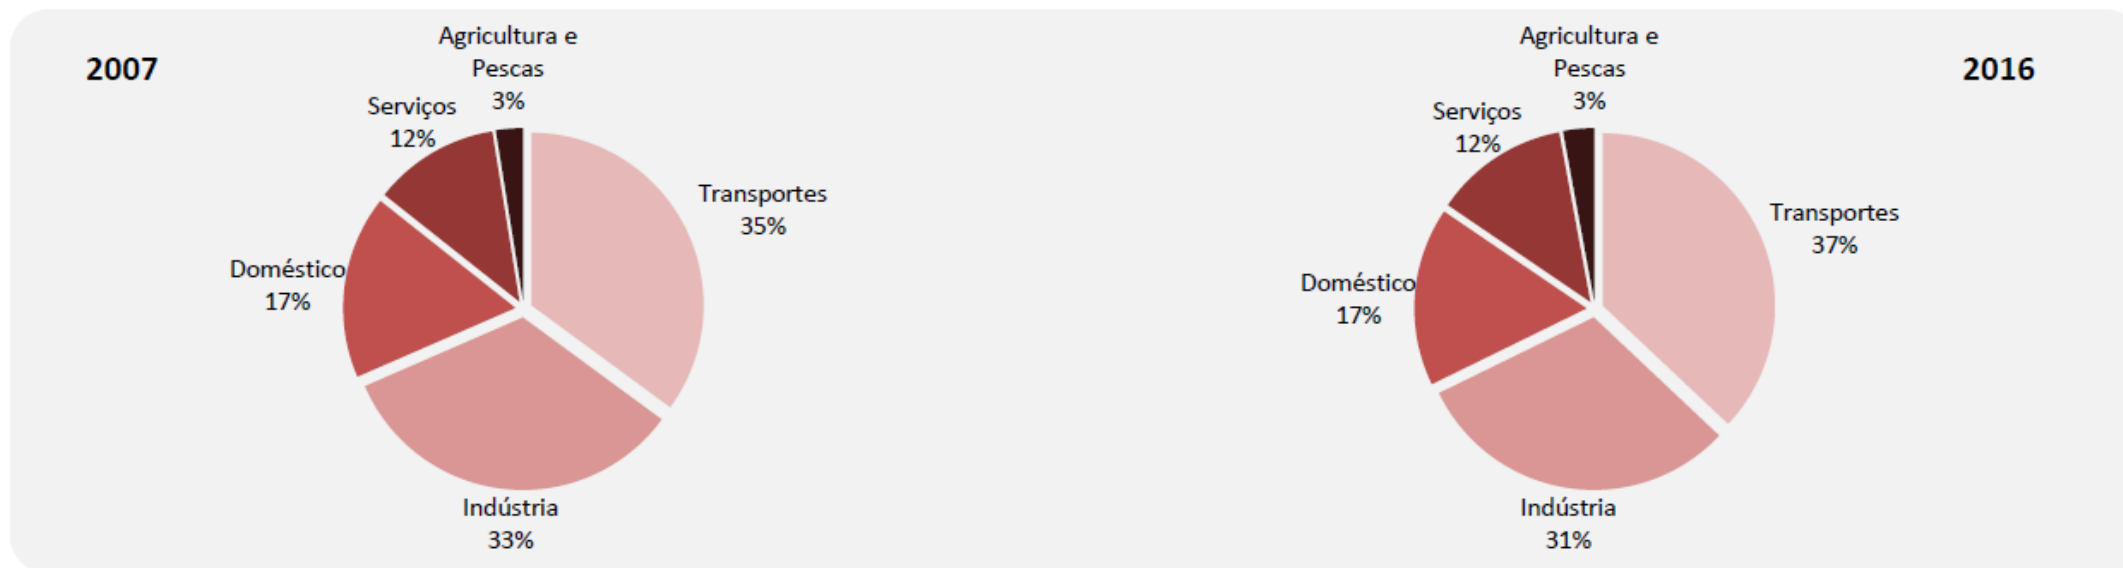 2007
Agricultura e
Pescas
3%
Serviços
12%
Transportes
35%
Doméstico
17%
Indústria
33%
2016
Agricultura e
Pescas
3%
Serviços
12%
Transportes
37%
Doméstico
17%
Indústria
31%